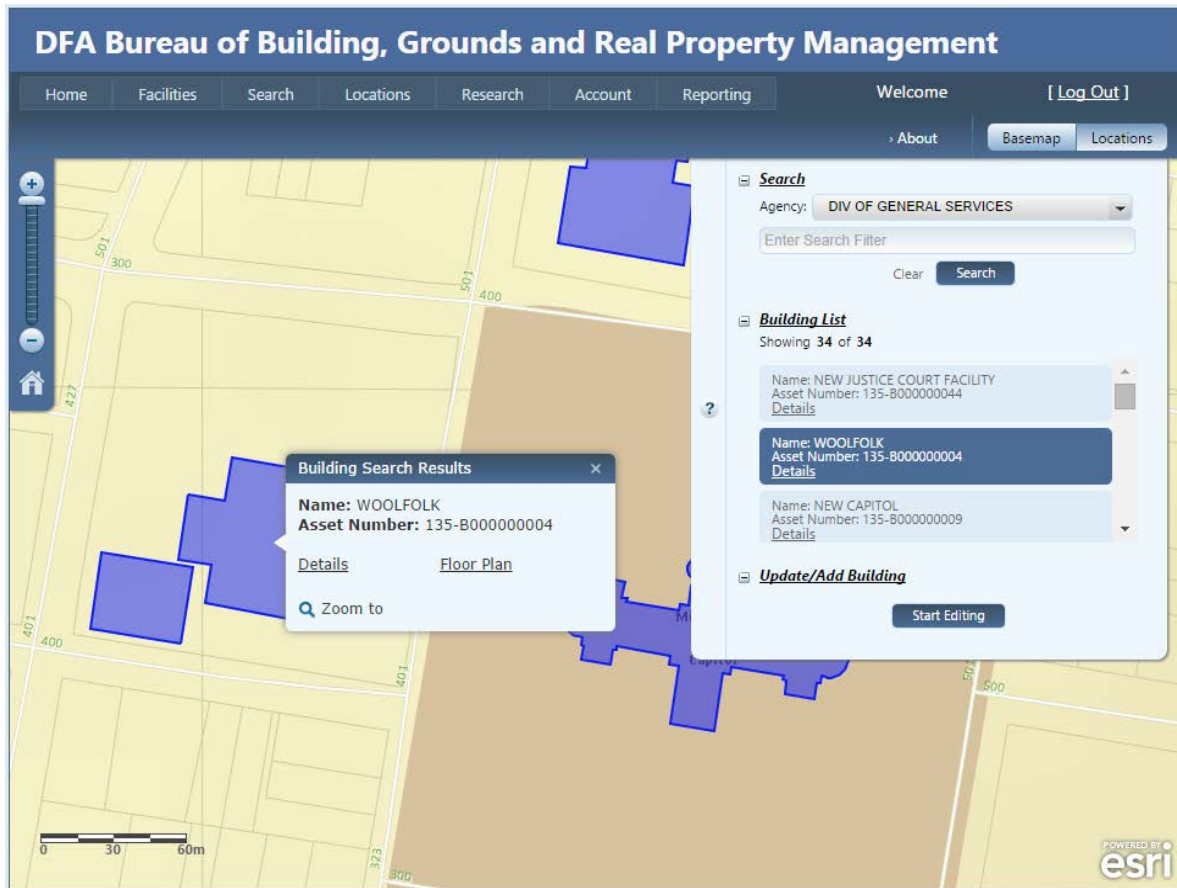 DFA Bureau of Building, Grounds and Real Property Management
Home Facilities Search Locations Research Account Reporting Welcome [ Log Out ]
› About Basemap Locations
Search
Agency: DIV OF GENERAL SERVICES
Enter Search Filter
Clear Search
Building List
Showing 34 of 34
Name: NEW JUSTICE COURT FACILITY
Asset Number: 135-B000000044
Details
Name: WOOLFOLK
Asset Number: 135-B000000004
Details
Name: NEW CAPITOL
Asset Number: 135-B000000009
Details
Update/Add Building
Start Editing
?
Building Search Results ×
Name: WOOLFOLK
Asset Number: 135-B000000004
Details Floor Plan
Zoom to
501
300
501
400
427
401
400
401
Capitol
501
500
323
300
0 30 60m
POWERED BY
esri